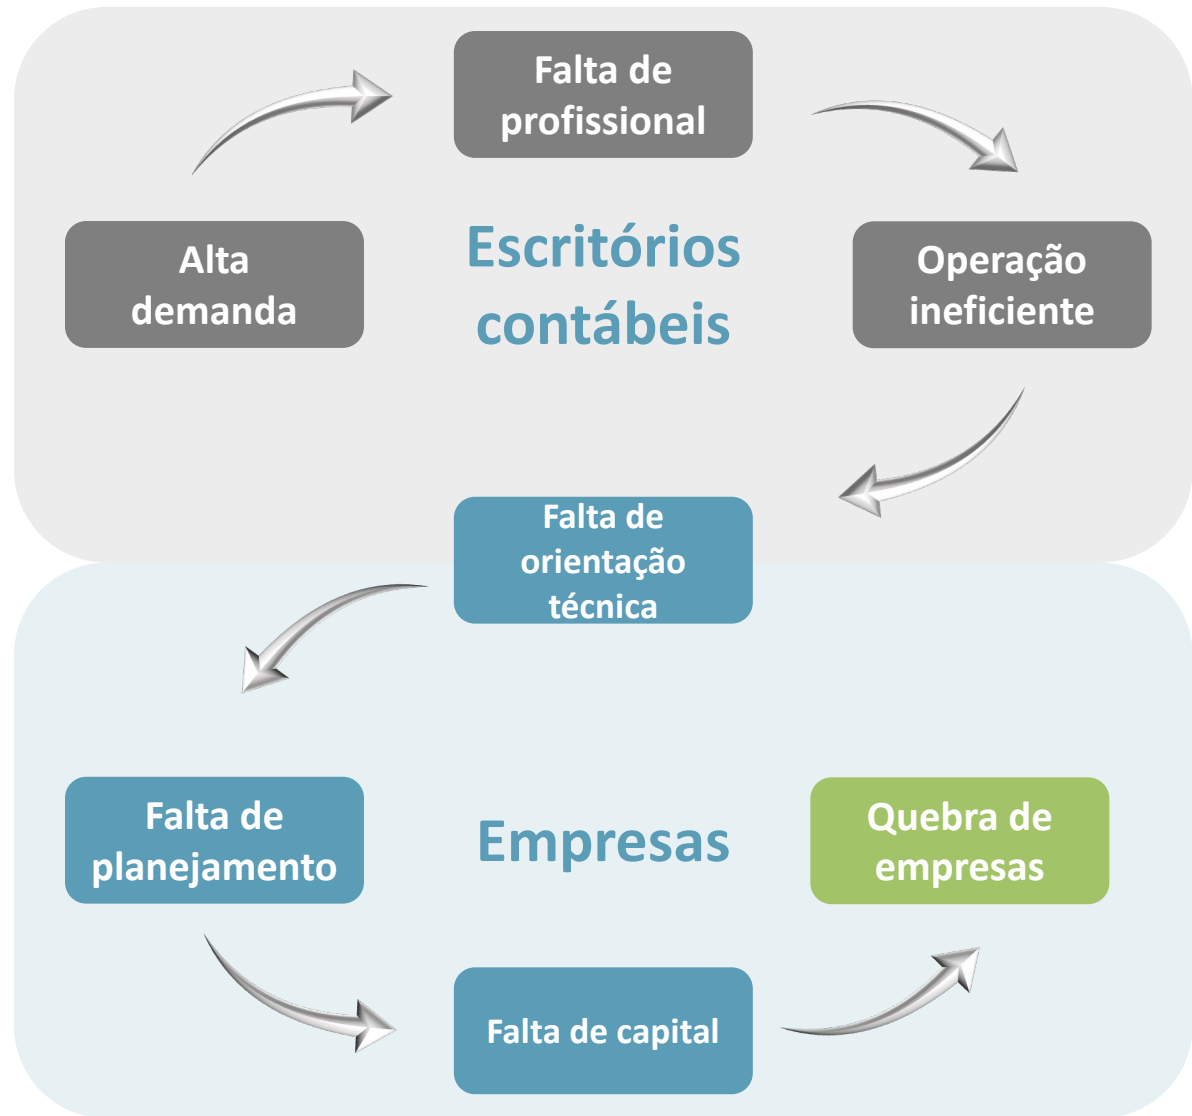 Falta de
profissional
Alta
demanda
Escritórios
contábeis
Operação
ineficiente
Falta de
orientação
técnica
Falta de
planejamento
Empresas
Quebra de
empresas
Falta de capital